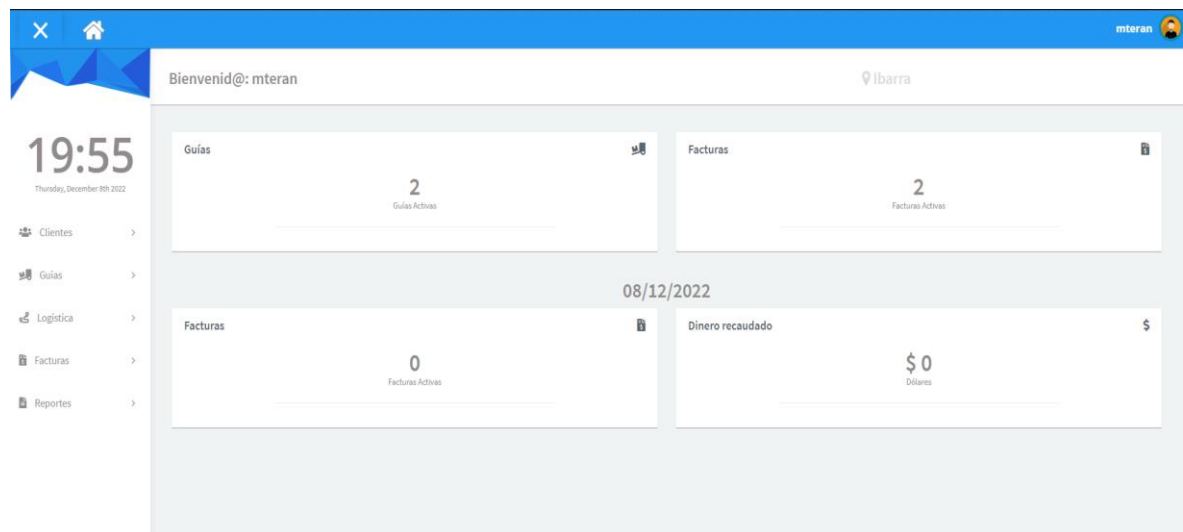 mteran
Bienvenid@: mteran
Ibarra
19:55
Thursday, December 8th 2022
Clientes
Guias
Logística
Facturas
Reportes
Guías
2
Guías Activas
Facturas
2
Facturas Activas
08/12/2022
Facturas
0
Facturas Activas
Dinero recaudado
$
$ 0
Dólares